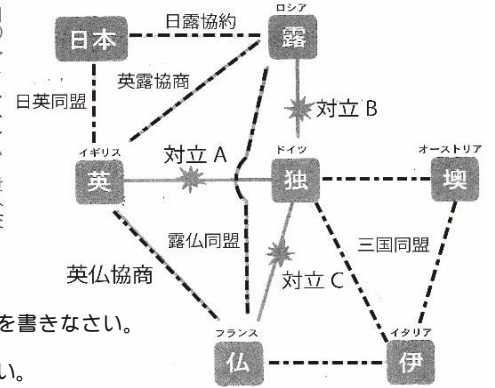 ロシア
日露協約
日本
露
英露協商
日英同盟
対立 B
イギリス
対立 A
ドイツ
オーストリア
英
独
墺
露仏同盟
三国同盟
英仏協商
対立 C
を書きなさい。
フランス
イタリア
仏
伊
い。